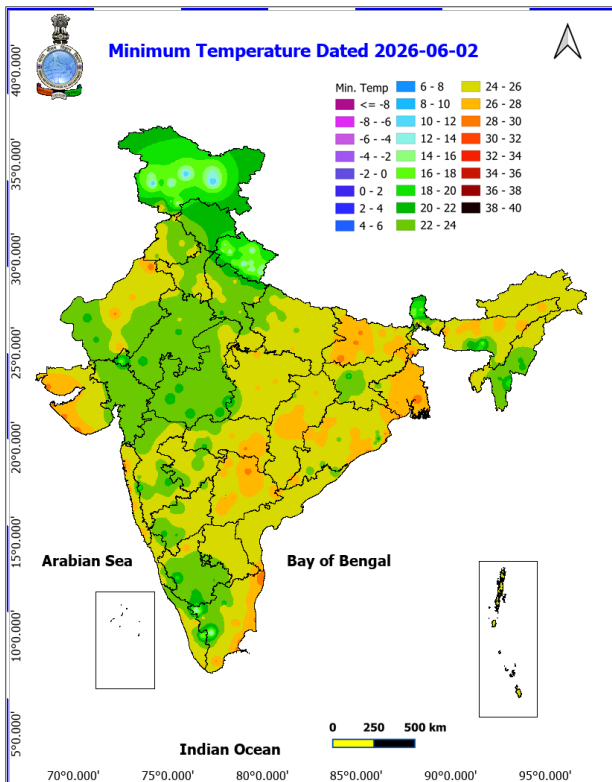 Minimum Temperature Dated 2026-06-02
Min. Temp
<= -8
-8 - -6
-6 - -4
-4 - -2
-2 - 0
0 - 2
2 - 4
4 - 6
6 - 8
8 - 10
10 - 12
12 - 14
14 - 16
16 - 18
18 - 20
20 - 22
22 - 24
24 - 26
26 - 28
28 - 30
30 - 32
32 - 34
34 - 36
36 - 38
38 - 40
40°0.000'
35°0.000'
30°0.000'
25°0.000'
20°0.000'
15°0.000'
10°0.000'
5°0.000'
Arabian Sea
Bay of Bengal
0 250 500 km
Indian Ocean
70°0.000' 75°0.000' 80°0.000' 85°0.000' 90°0.000' 95°0.000'